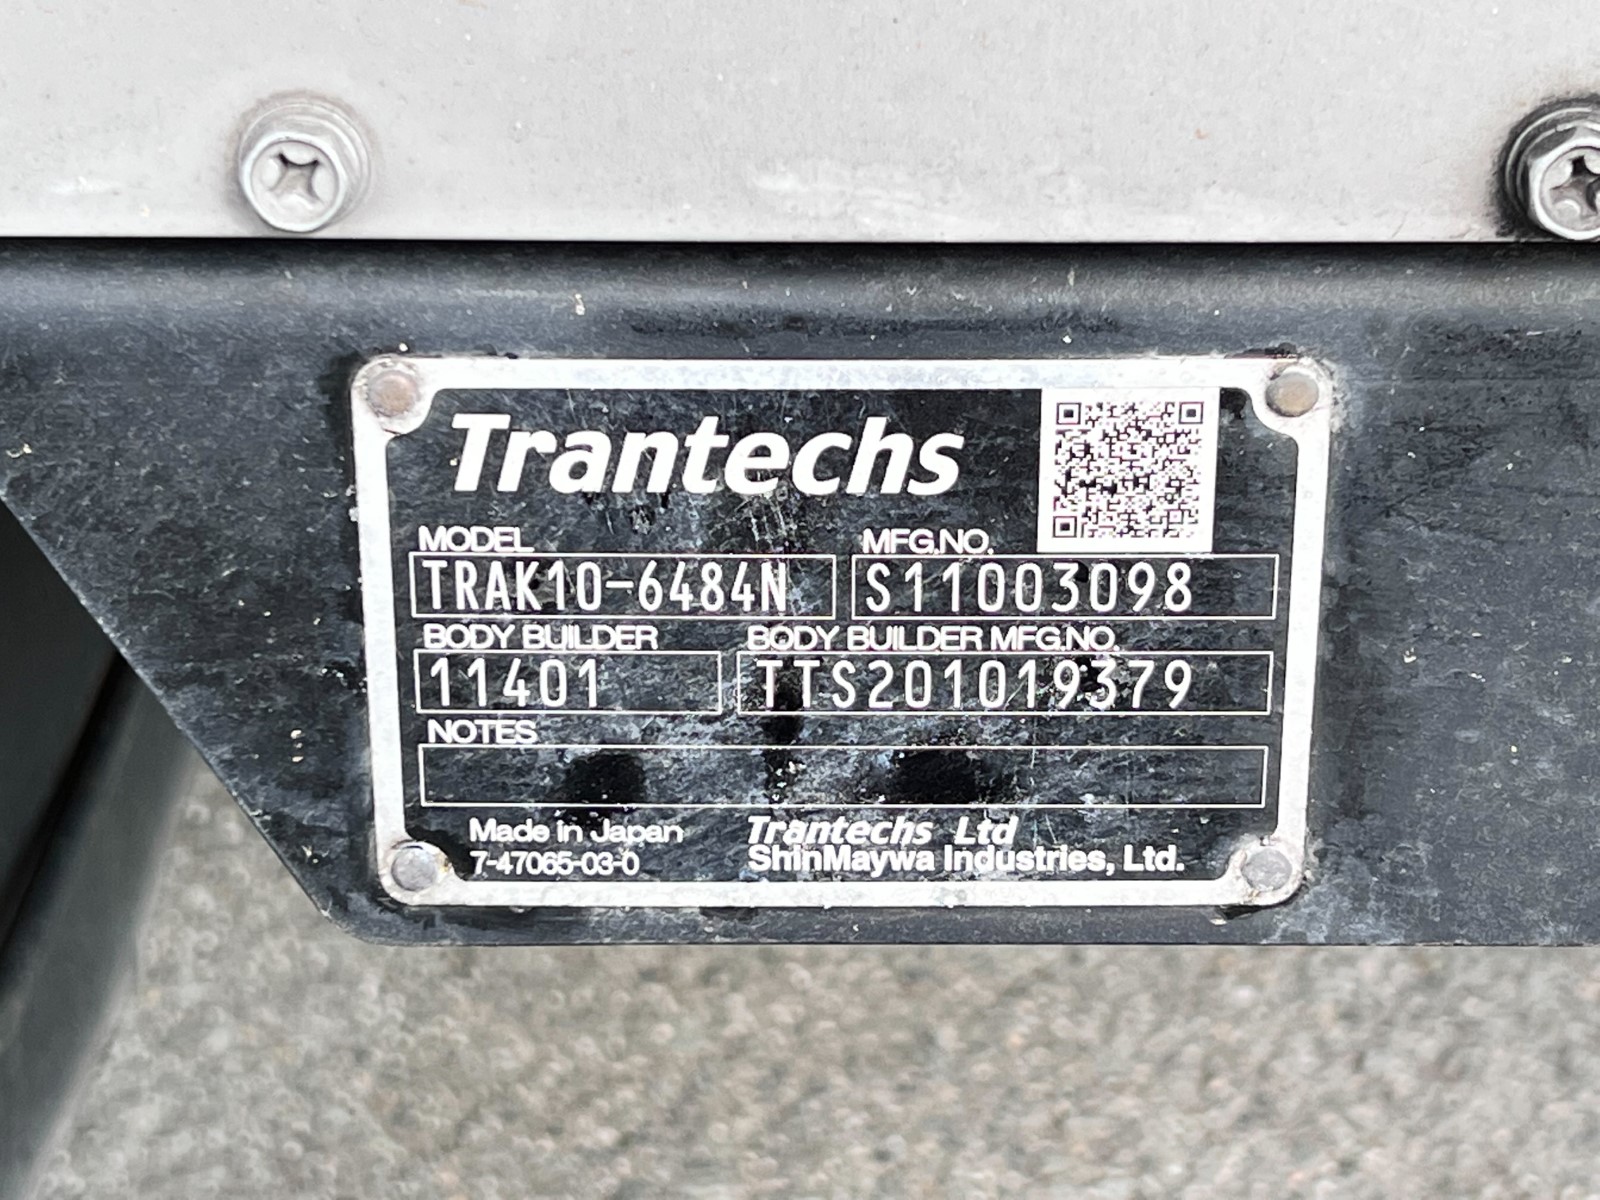 Trantechs
MODEL MFG.NO.
TRAK10-6484N S11003098
BODY BUILDER BODY BUILDER MFG.NO.
11401 TTS201019379
NOTES
Made in Japan Trantechs Ltd
7-47065-03-0 ShinMaywa Industries, Ltd.